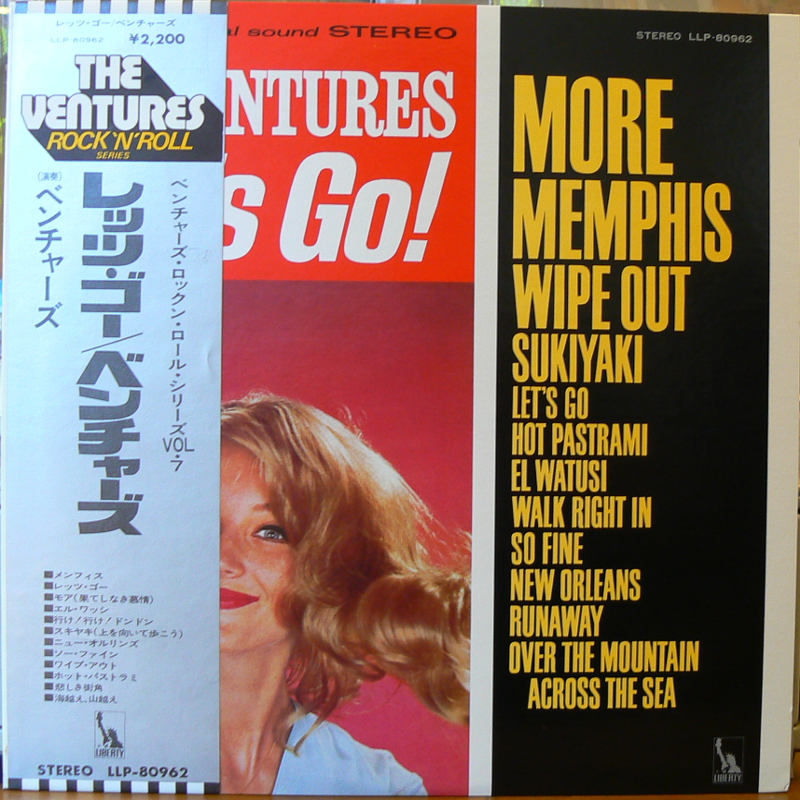 レッツ・ゴー/ベンチャーズ
LLP-80962 ¥2,200
THE
VENTURES
ROCK'N'ROLL
SERIES
ベンチャーズ・ロックン・ロール・シリーズVOL・7
レッツ・ゴー/ベンチャーズ
(演奏)ベンチャーズ
■メンフィス
■レッツ・ゴー
■モア(果てしなき慕情)
■エル・ワッシ
■行け!行け!ドンドン
■スキヤキ(上を向いて歩こう)
■ニュー・オルリンズ
■ソー・ファイン
■ワイプ・アウト
■ホット・パストラミ
■悲しき街角
■海越え、山越え
LIBERTY
STEREO LLP-80962
al sound STEREO
NTURES
's Go!
STEREO LLP-80962
MORE
MEMPHIS
WIPE OUT
SUKIYAKI
LET'S GO
HOT PASTRAMI
EL WATUSI
WALK RIGHT IN
SO FINE
NEW ORLEANS
RUNAWAY
OVER THE MOUNTAIN
ACROSS THE SEA
LIBERTY